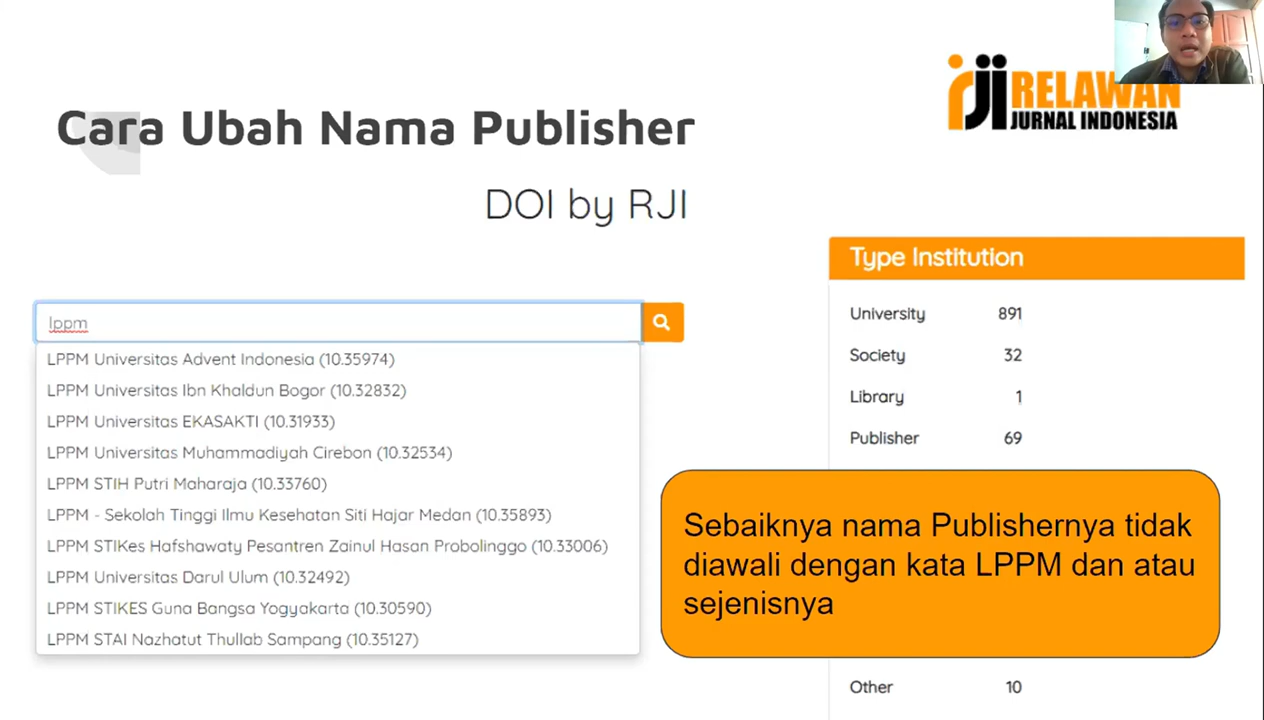 RELAWAN
JURNAL INDONESIA
Cara Ubah Nama Publisher
DOI by RJI
Type Institution
University 891
Society 32
Library 1
Publisher 69
lppm
LPPM Universitas Advent Indonesia (10.35974)
LPPM Universitas Ibn Khaldun Bogor (10.32832)
LPPM Universitas EKASAKTI (10.31933)
LPPM Universitas Muhammadiyah Cirebon (10.32534)
LPPM STIH Putri Maharaja (10.33760)
LPPM - Sekolah Tinggi Ilmu Kesehatan Siti Hajar Medan (10.35893)
LPPM STIKes Hafshawaty Pesantren Zainul Hasan Probolinggo (10.33006)
LPPM Universitas Darul Ulum (10.32492)
LPPM STIKES Guna Bangsa Yogyakarta (10.30590)
LPPM STAI Nazhatut Thullab Sampang (10.35127)
Sebaiknya nama Publishernya tidak
diawali dengan kata LPPM dan atau
sejenisnya
Other 10